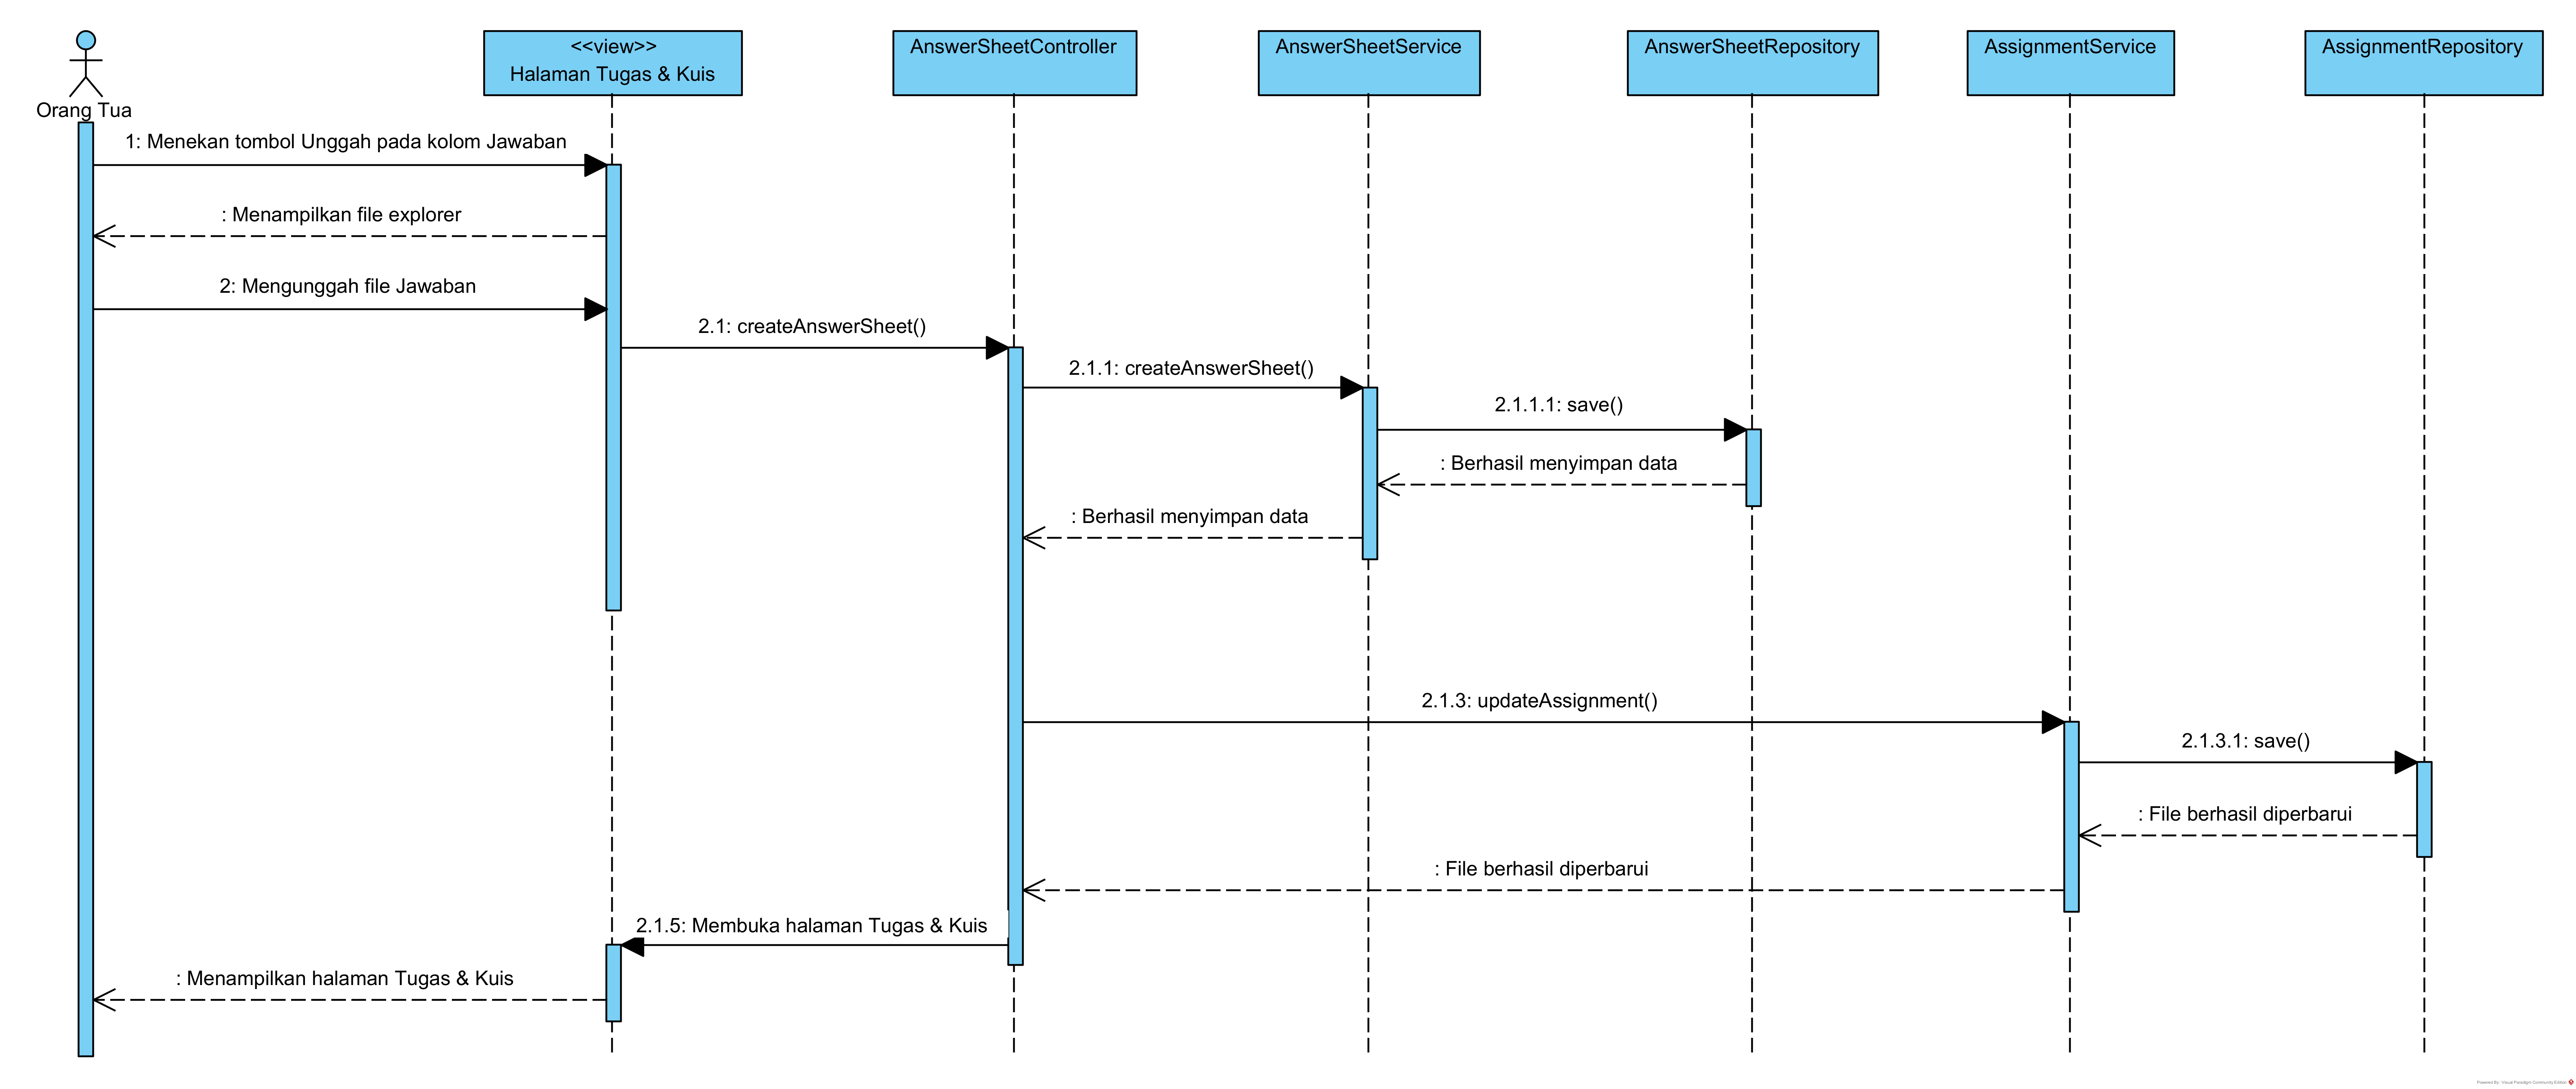 Orang Tua
<<view>>
Halaman Tugas & Kuis
AnswerSheetController
AnswerSheetService
AnswerSheetRepository
AssignmentService
AssignmentRepository
1: Menekan tombol Unggah pada kolom Jawaban
: Menampilkan file explorer
2: Mengunggah file Jawaban
2.1: createAnswerSheet()
2.1.1: createAnswerSheet()
2.1.1.1: save()
: Berhasil menyimpan data
: Berhasil menyimpan data
2.1.3: updateAssignment()
2.1.3.1: save()
: File berhasil diperbarui
: File berhasil diperbarui
2.1.5: Membuka halaman Tugas & Kuis
: Menampilkan halaman Tugas & Kuis
Powered By Visual Paradigm Community Edition